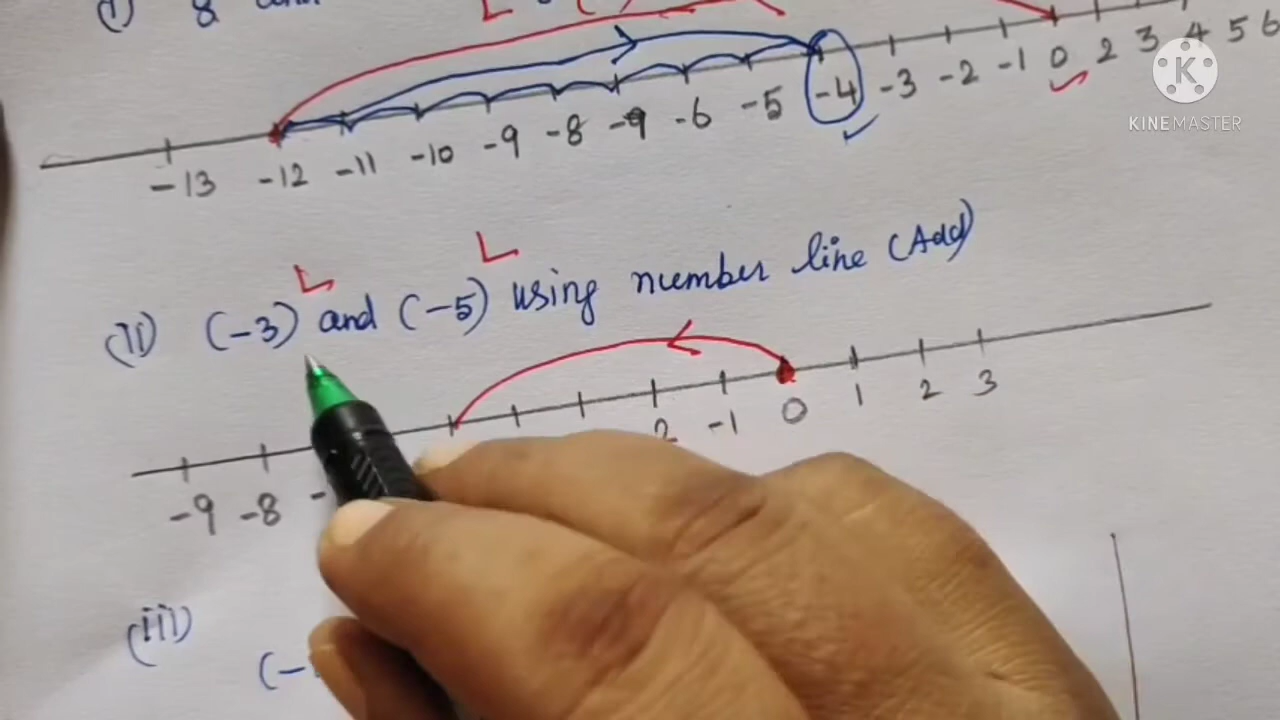 (i) 8
-13 -12 -11 -10 -9 -8 -9 -6 -5 -4 -3 -2 -1 0 2 3 4 5 6
K
KINEMASTER
L L
(ii) (-3) and (-5) using number line (Add)
-9 -8 - 2 -1 0 1 2 3
(iii)
(-